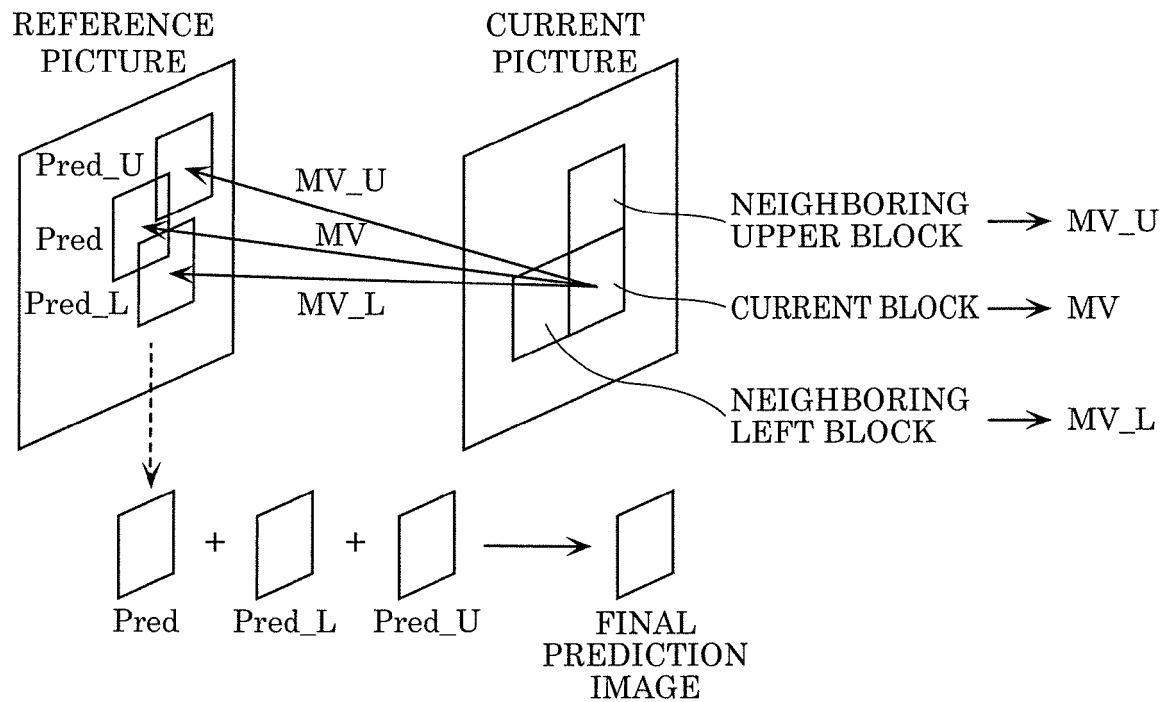 REFERENCE
PICTURE
CURRENT
PICTURE
Pred_U
MV_U
Pred
MV
Pred_L
MV_L
NEIGHBORING
UPPER BLOCK
MV_U
CURRENT BLOCK
MV
NEIGHBORING
LEFT BLOCK
MV_L
+
+
Pred
Pred_L
Pred_U
FINAL
PREDICTION
IMAGE